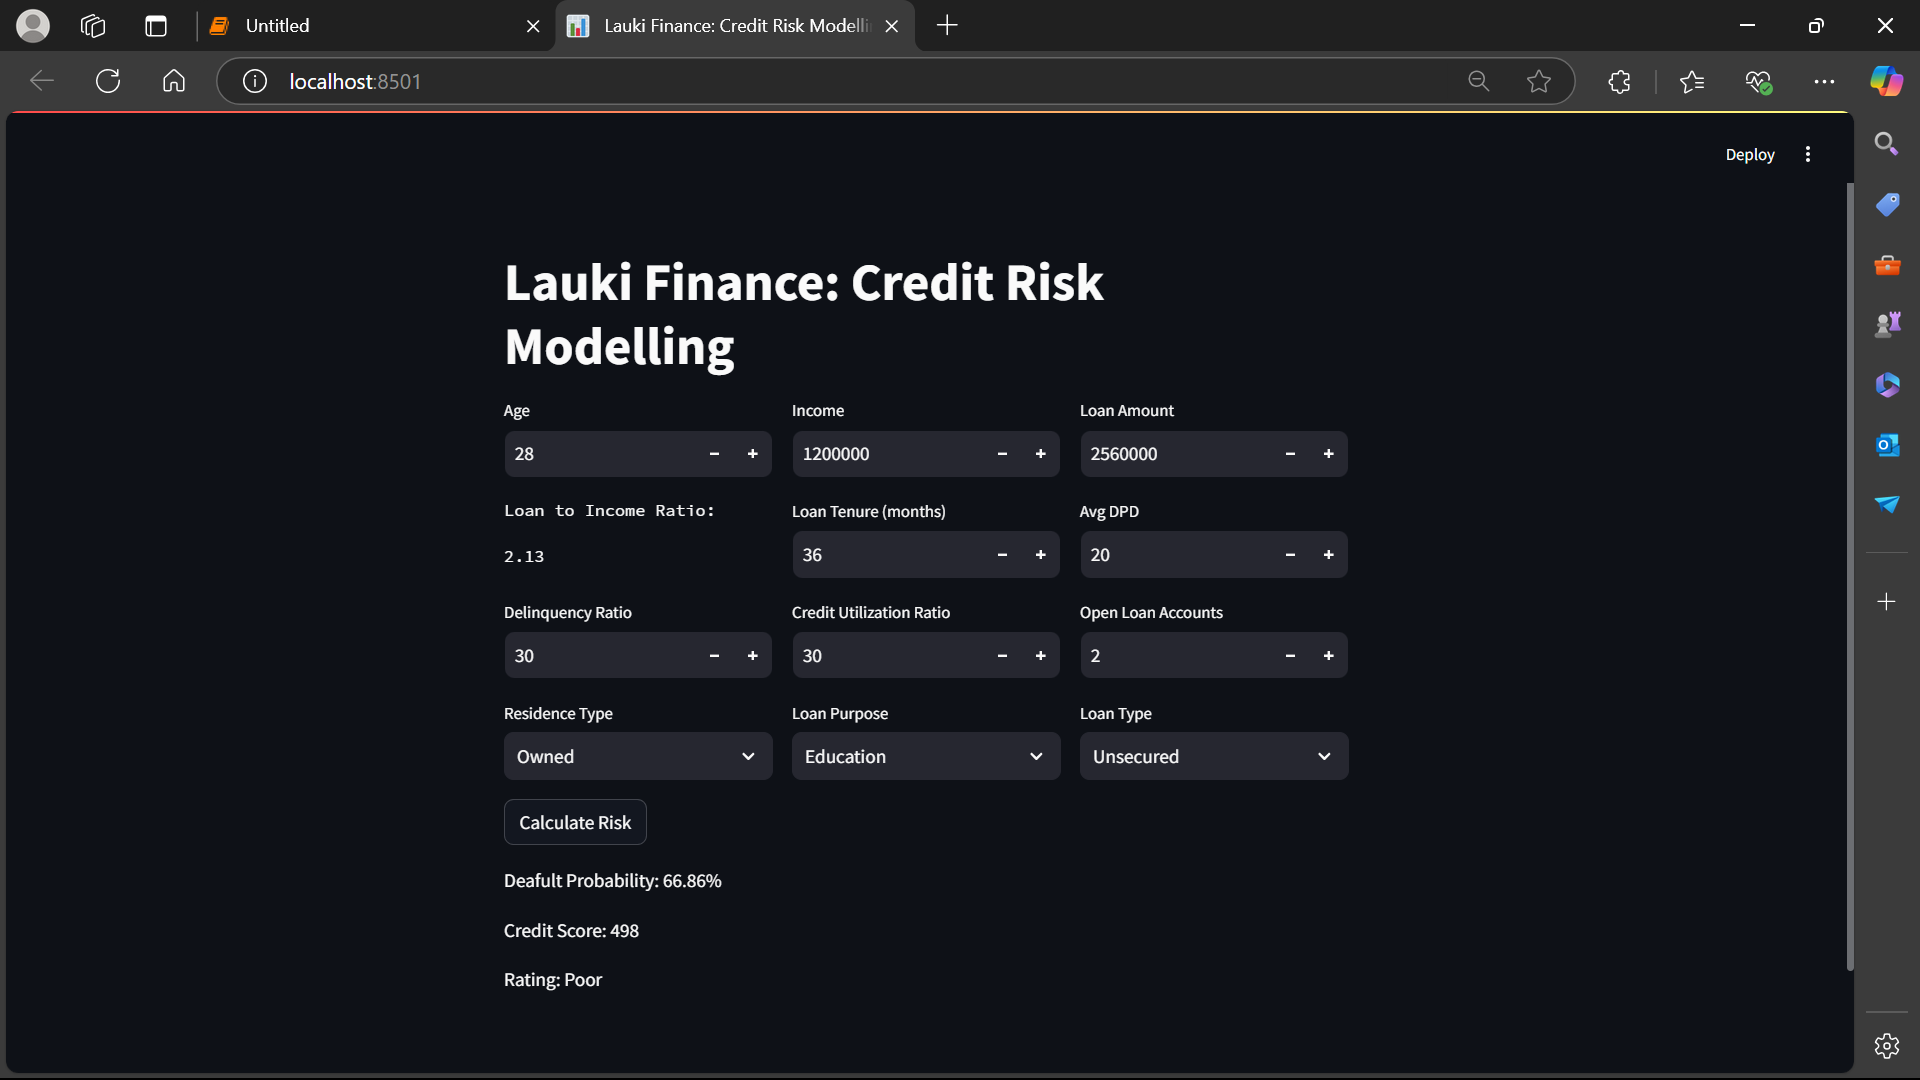 Untitled
Lauki Finance: Credit Risk Modelli
localhost:8501
Deploy
Lauki Finance: Credit Risk
Modelling
Age Income Loan Amount
28 - + 1200000 - + 2560000 - +
Loan to Income Ratio: Loan Tenure (months) Avg DPD
2.13 36 - + 20 - +
Delinquency Ratio Credit Utilization Ratio Open Loan Accounts
30 - + 30 - + 2 - +
Residence Type Loan Purpose Loan Type
Owned Education Unsecured
Calculate Risk
Deafult Probability: 66.86%
Credit Score: 498
Rating: Poor